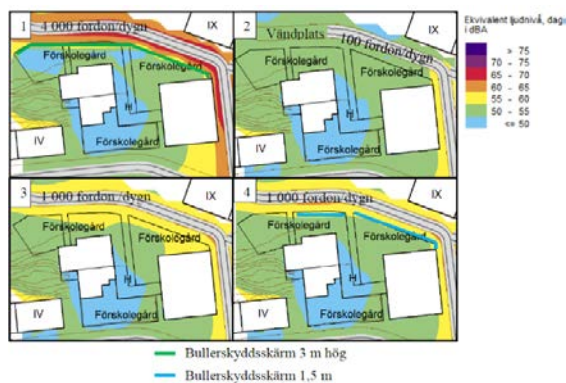 1
4 000 fordon/dygn
IX
Förskolegård
Förskolegård
H
IV
Förskolegård
2
Vändplats
100 fordon/dygn
IX
Förskolegård
Förskolegård
H
IV
Förskolegård
3
1 000 fordon/dygn
IX
Förskolegård
Förskolegård
H
IV
Förskolegård
4
1 000 fordon/dygn
IX
Förskolegård
Förskolegård
H
IV
Förskolegård
Ekvivalent ljudnivå, dag
i dBA
> 75
70 - 75
65 - 70
60 - 65
55 - 60
50 - 55
<= 50
Bullerskyddsskärm 3 m hög
Bullerskyddsskärm 1,5 m